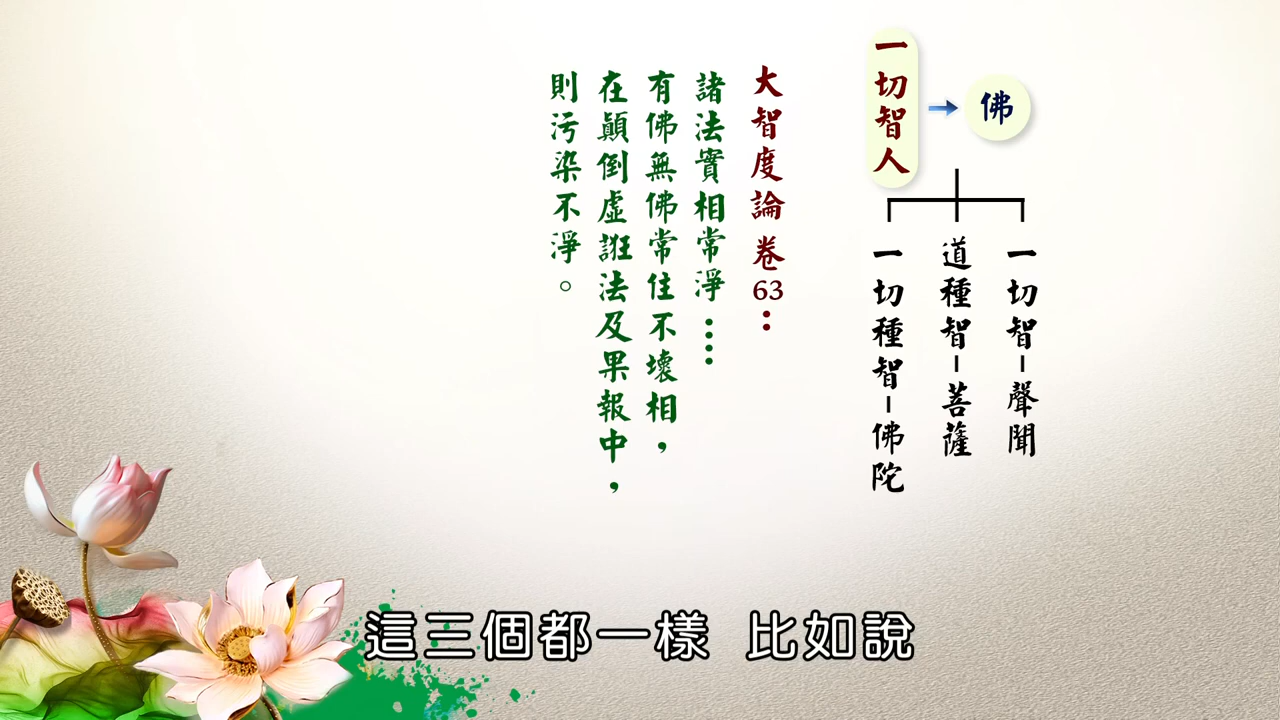 一切智人
佛
一切智-聲聞
道種智-菩薩
一切種智-佛陀
大智度論 卷63：
諸法實相常淨……
有佛無佛常住不壞相，
在顛倒虛誑法及果報中，
則污染不淨。
這三個都一樣 比如說